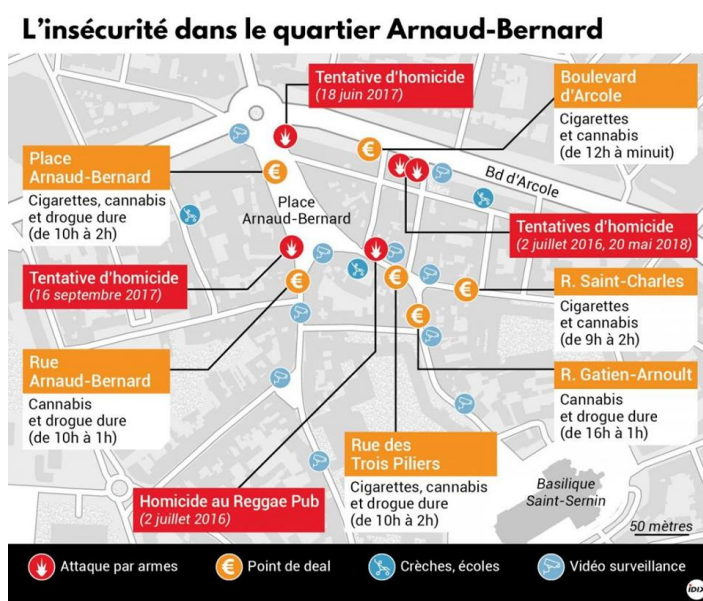 L'insécurité dans le quartier Arnaud-Bernard
Tentative d'homicide
(18 juin 2017)
Boulevard
d'Arcole
Cigarettes
et cannabis
(de 12h à minuit)
Place
Arnaud-Bernard
Cigarettes, cannabis
et drogue dure
(de 10h à 2h)
Bd d'Arcole
Place
Arnaud-Bernard
Tentatives d'homicide
(2 juillet 2016, 20 mai 2018)
Tentative d'homicide
(16 septembre 2017)
R. Saint-Charles
Cigarettes
et cannabis
(de 9h à 2h)
Rue
Arnaud-Bernard
Cannabis
et drogue dure
(de 10h à 1h)
R. Gatien-Arnoult
Cannabis
et drogue dure
(de 16h à 1h)
Rue des
Trois Piliers
Cigarettes, cannabis
et drogue dure
(de 10h à 2h)
Homicide au Reggae Pub
(2 juillet 2016)
Basilique
Saint-Sernin
50 mètres
Attaque par armes
€ Point de deal
Crèches, écoles
Vidéo surveillance
iDIX